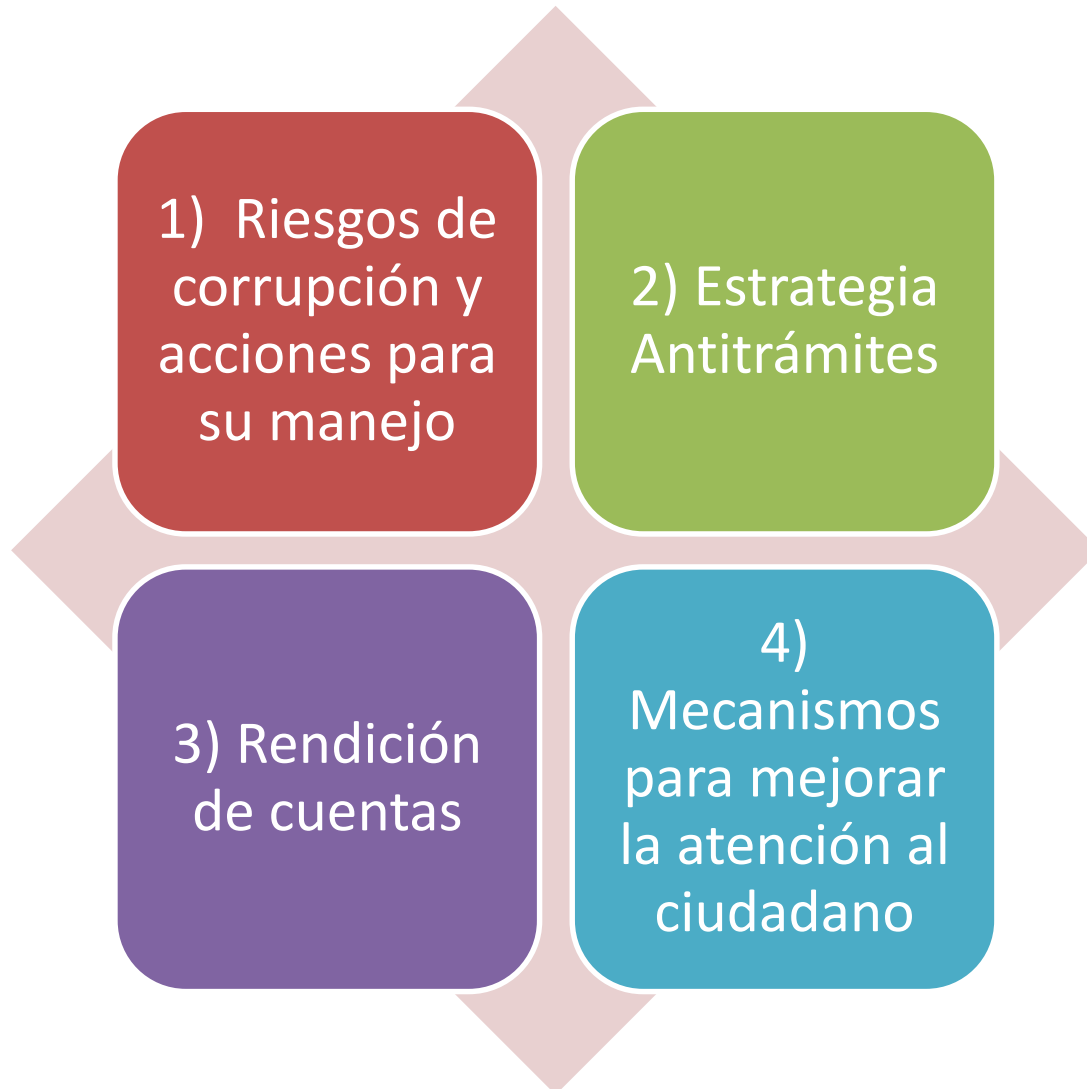 1)  Riesgos de
corrupción y
acciones para
su manejo
2) Estrategia
Antitrámites
3) Rendición
de cuentas
4)
Mecanismos
para mejorar
la atención al
ciudadano